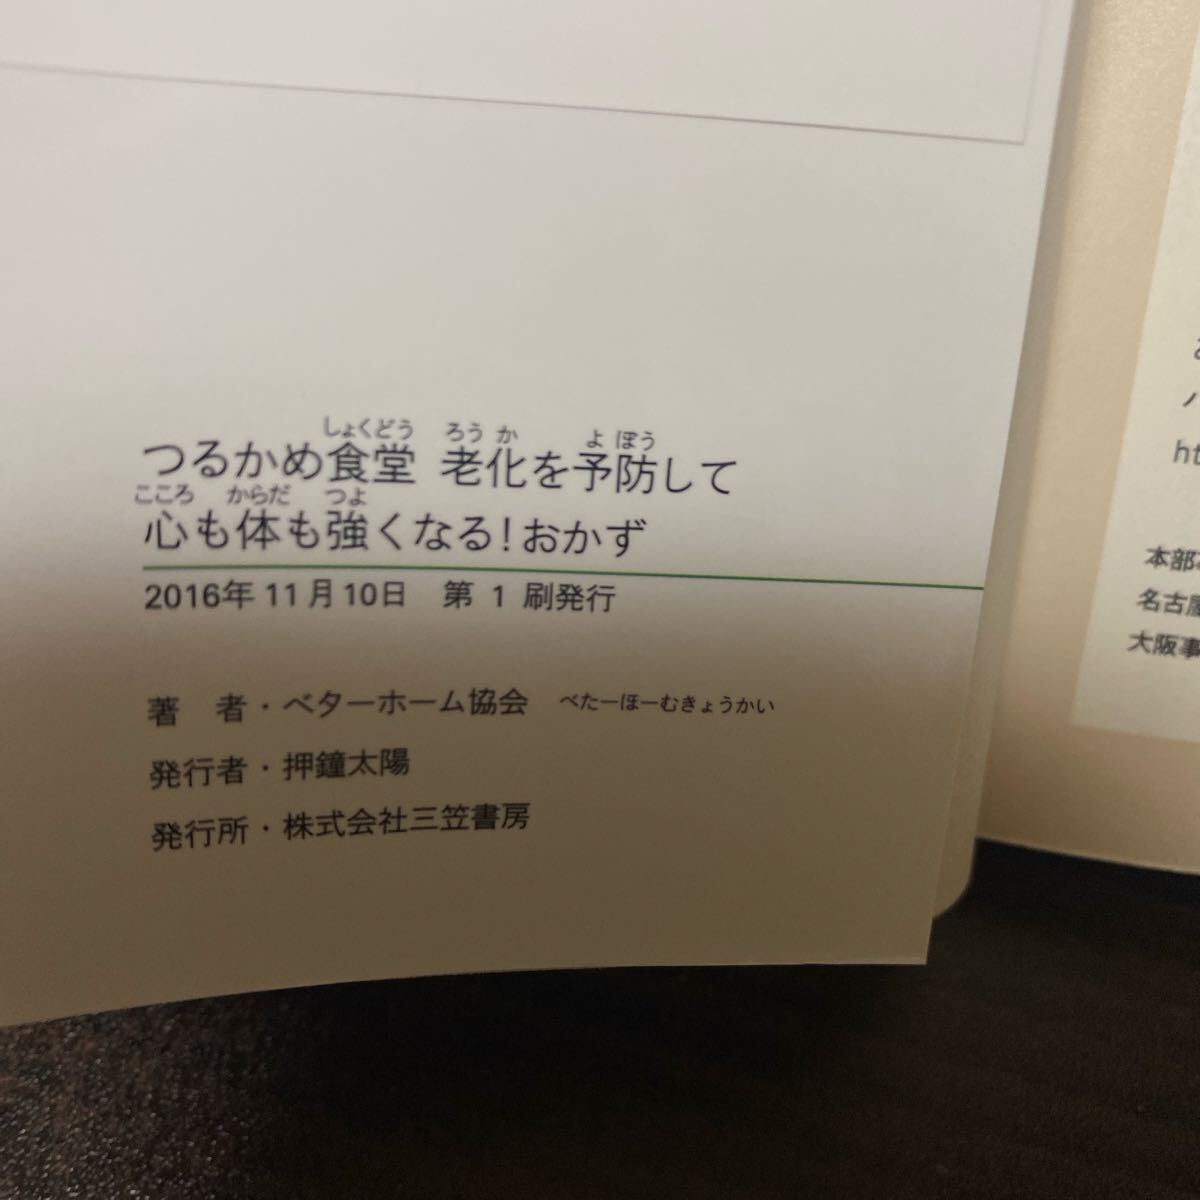 しょくどう ろうか よぼう
つるかめ食堂 老化を予防して
こころ からだ つよ
心も体も強くなる!おかず
2016年11月10日 第1刷発行
著 者・ベターホーム協会 べたーほーむきょうかい
発行者・押鐘太陽
発行所・株式会社三笠書房
ht
本部
名古屋
大阪事